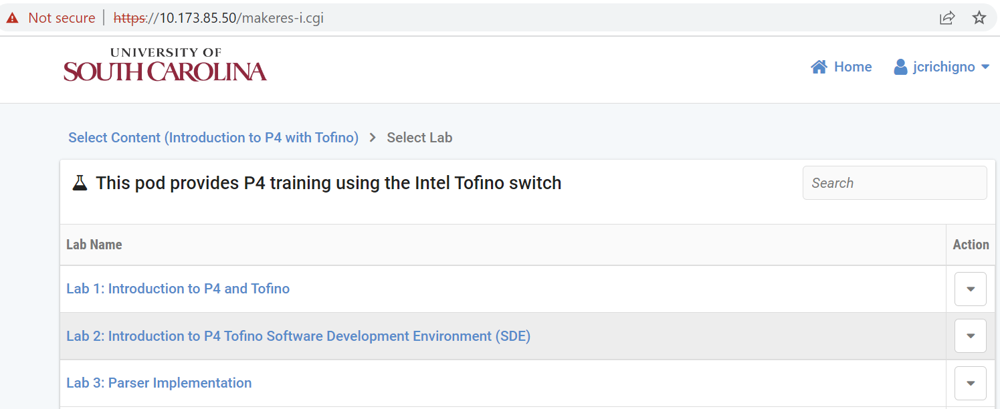 Not secure | https://10.173.85.50/makeres-i.cgi
UNIVERSITY OF
SOUTH CAROLINA
Home jcrichigno
Select Content (Introduction to P4 with Tofino) > Select Lab
This pod provides P4 training using the Intel Tofino switch
Search
Lab Name Action
Lab 1: Introduction to P4 and Tofino
Lab 2: Introduction to P4 Tofino Software Development Environment (SDE)
Lab 3: Parser Implementation